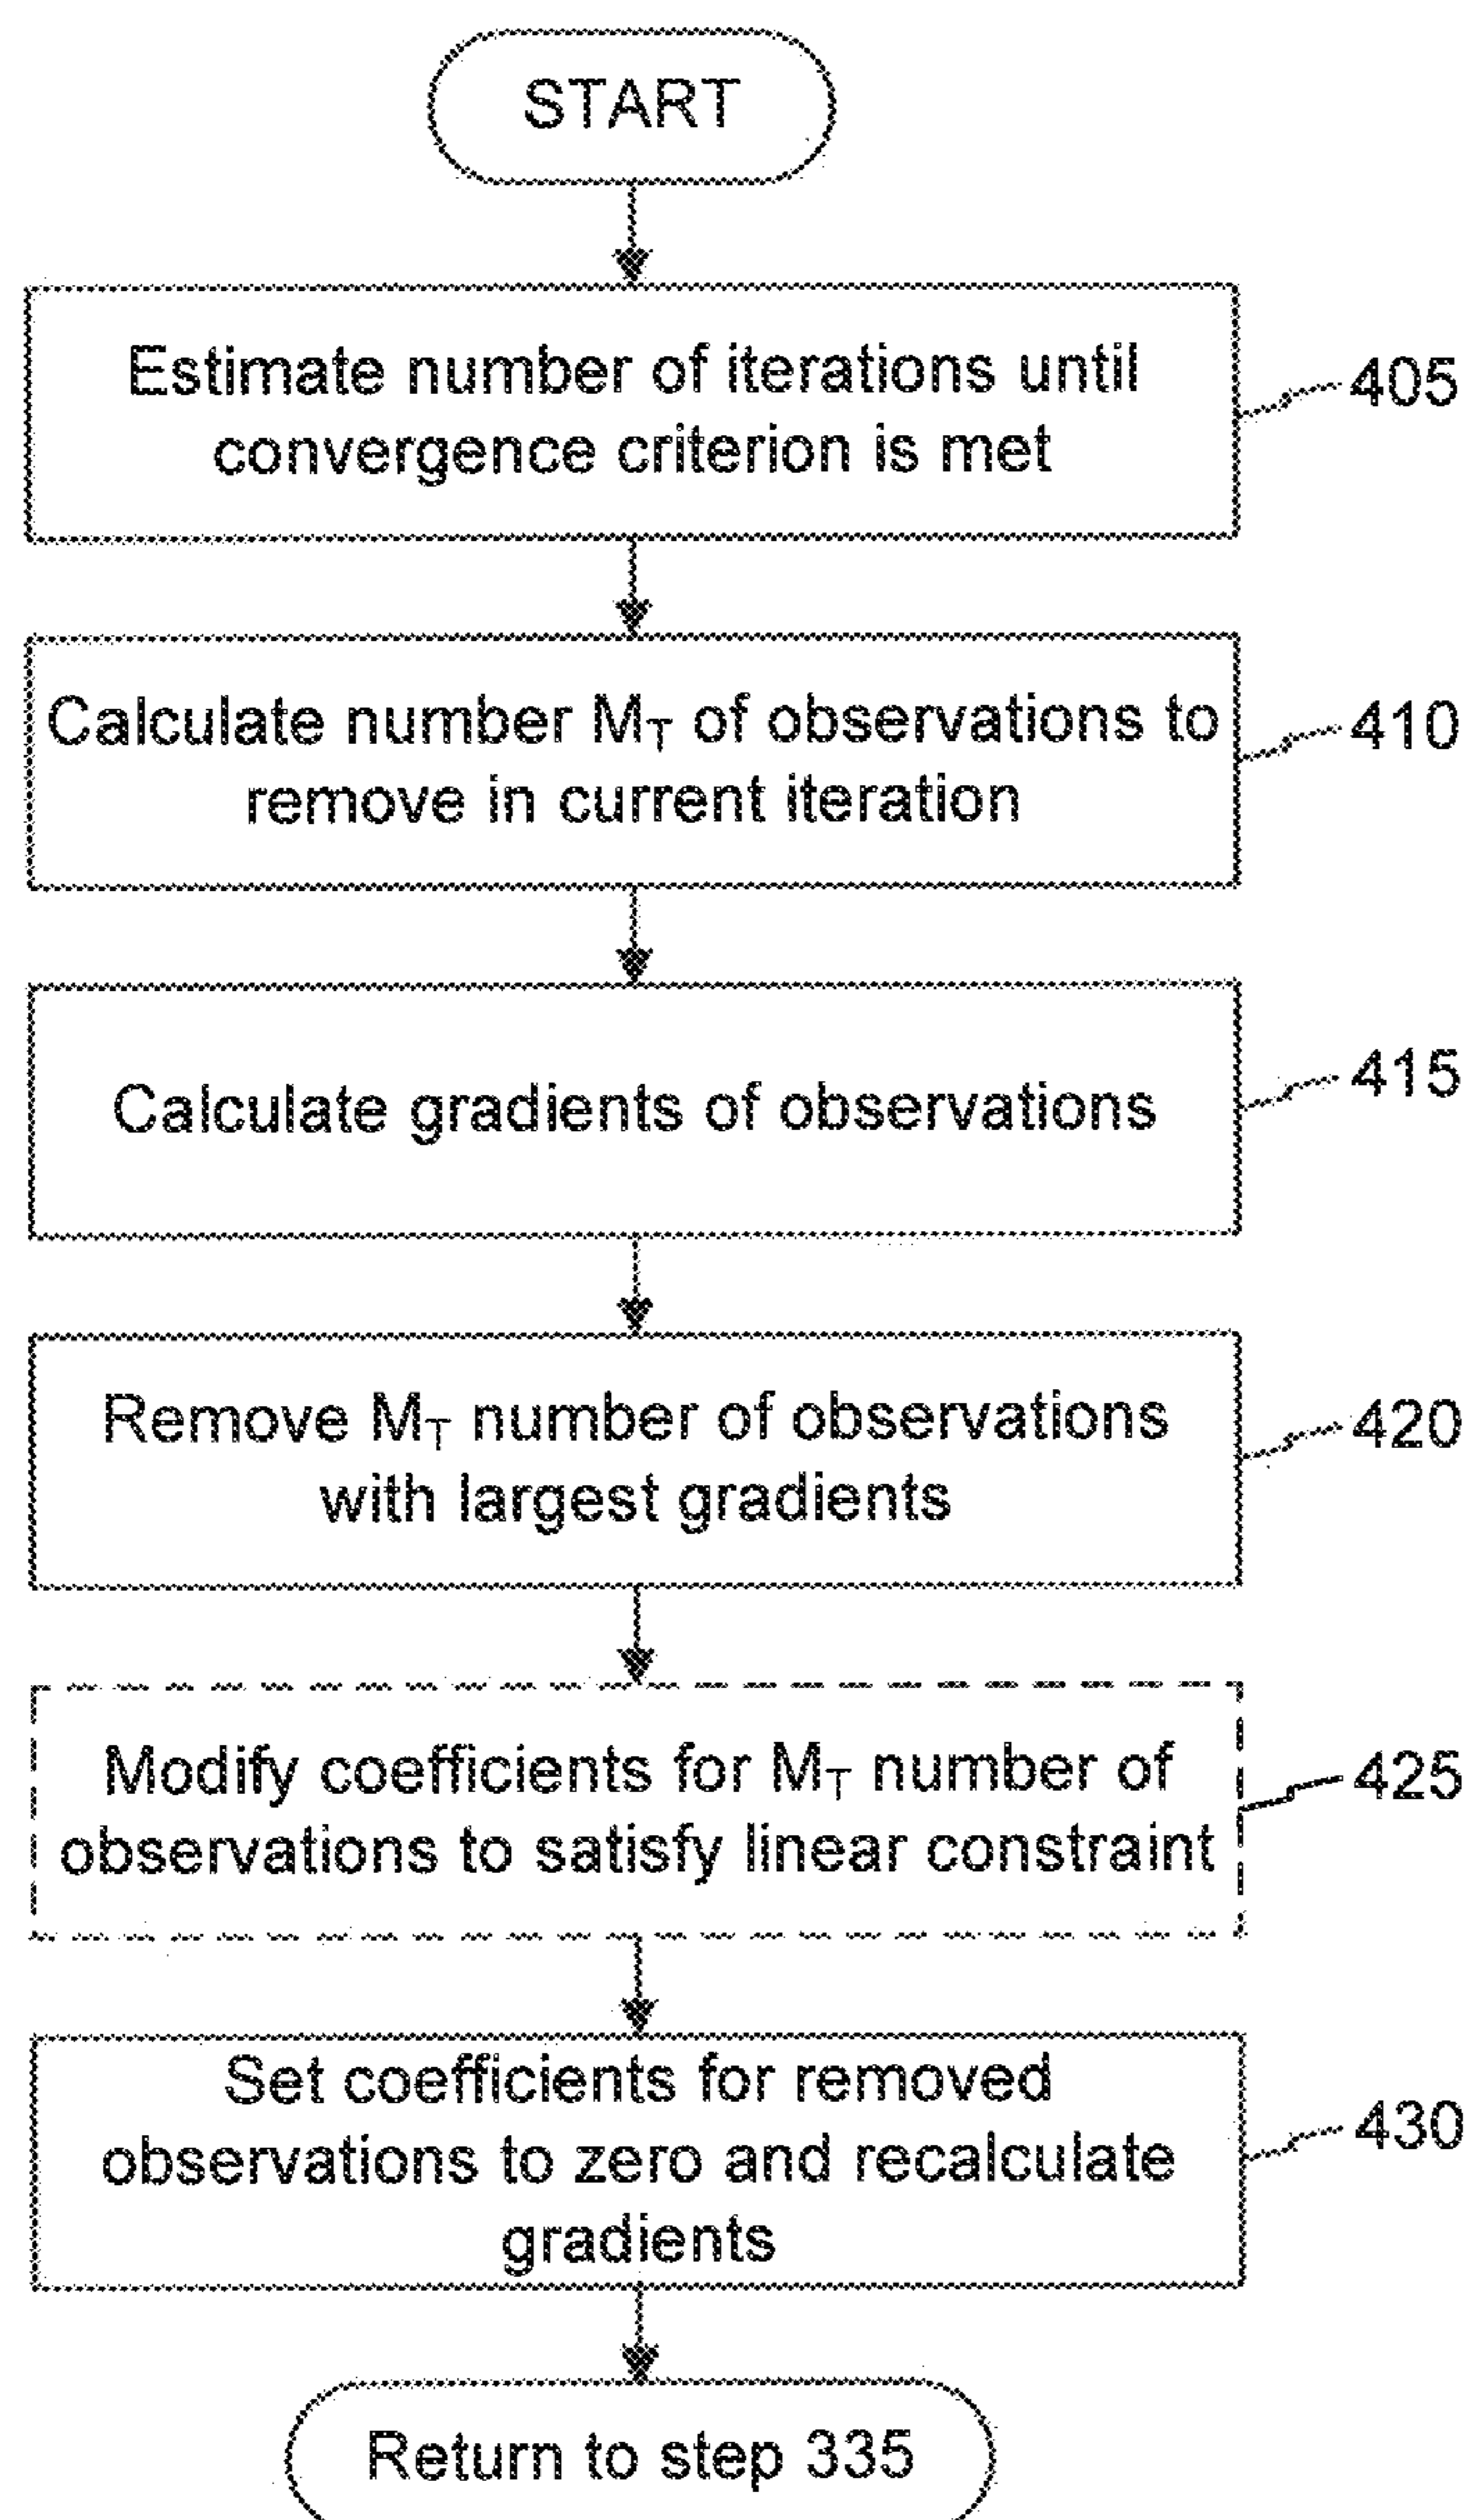 START
Estimate number of iterations until
convergence criterion is met
405
Calculate number M_T of observations to
remove in current iteration
410
Calculate gradients of observations
415
Remove M_T number of observations
with largest gradients
420
Modify coefficients for M_T number of
observations to satisfy linear constraint
425
Set coefficients for removed
observations to zero and recalculate
gradients
430
Return to step 335